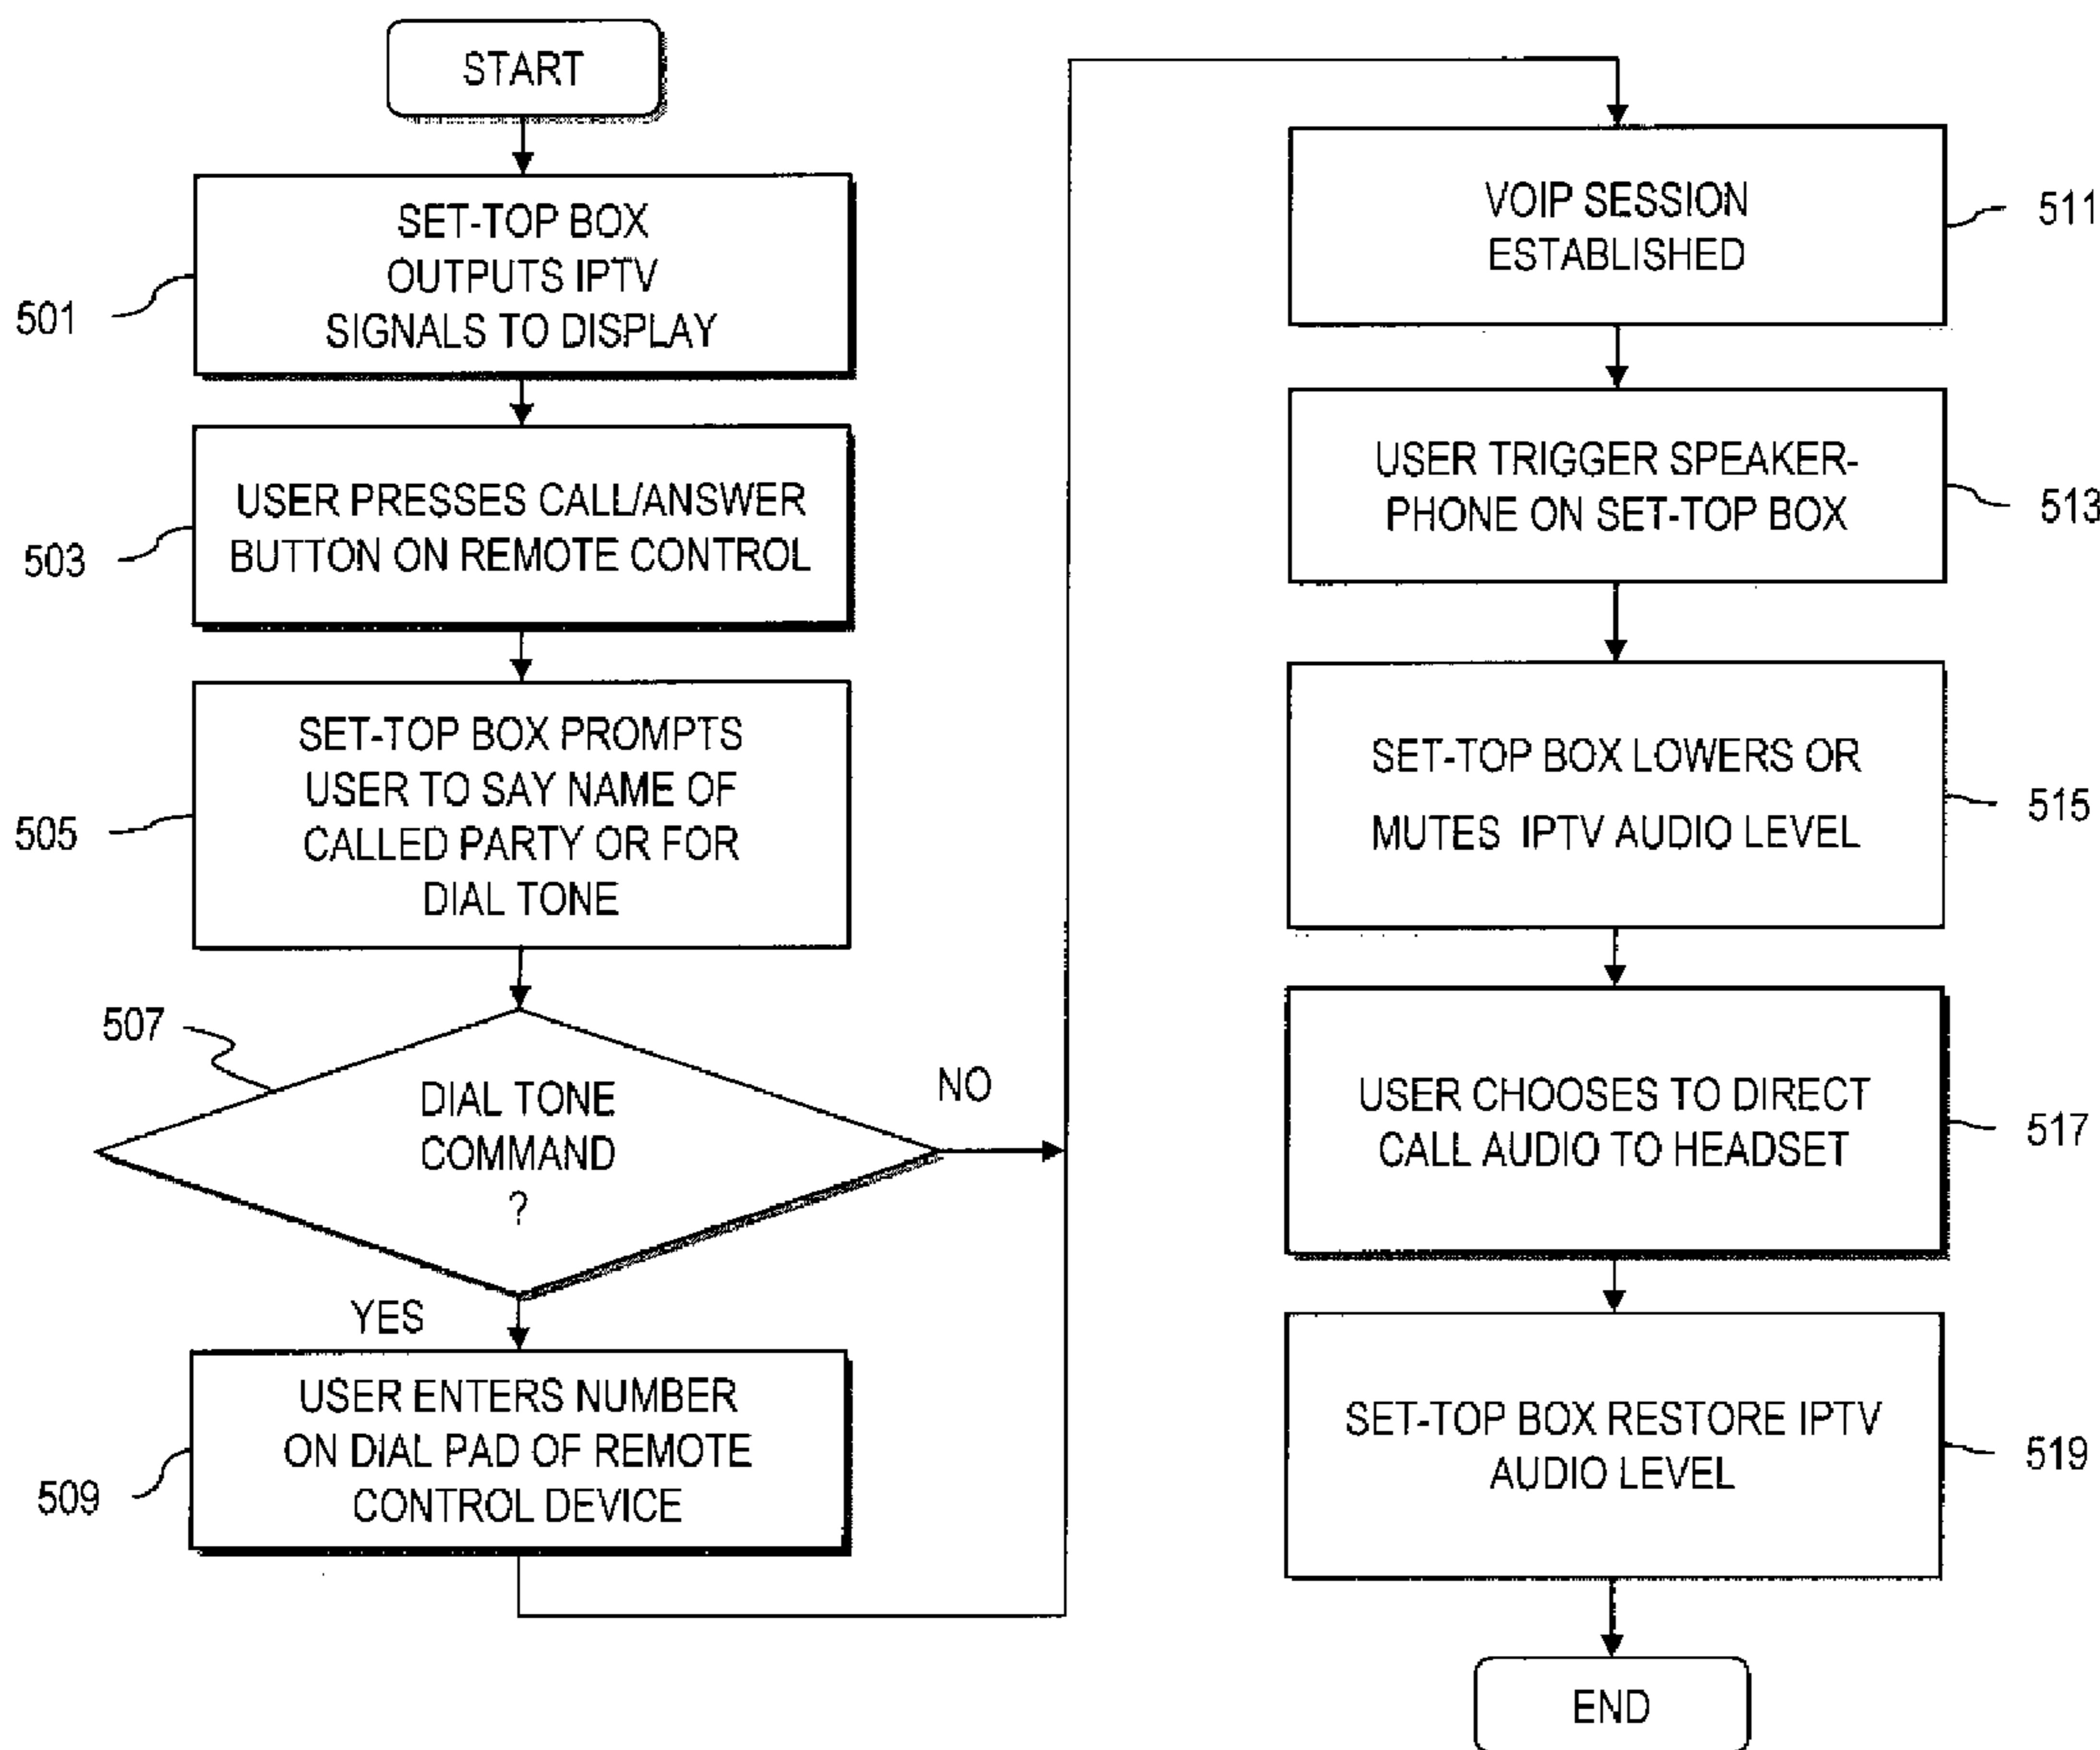 START
SET-TOP BOX
OUTPUTS IPTV
SIGNALS TO DISPLAY
501
USER PRESSES CALL/ANSWER
BUTTON ON REMOTE CONTROL
503
SET-TOP BOX PROMPTS
USER TO SAY NAME OF
CALLED PARTY OR FOR
DIAL TONE
505
507
DIAL TONE
COMMAND
?
NO
YES
USER ENTERS NUMBER
ON DIAL PAD OF REMOTE
CONTROL DEVICE
509
VOIP SESSION
ESTABLISHED
511
USER TRIGGER SPEAKER-
PHONE ON SET-TOP BOX
513
SET-TOP BOX LOWERS OR
MUTES IPTV AUDIO LEVEL
515
USER CHOOSES TO DIRECT
CALL AUDIO TO HEADSET
517
SET-TOP BOX RESTORE IPTV
AUDIO LEVEL
519
END